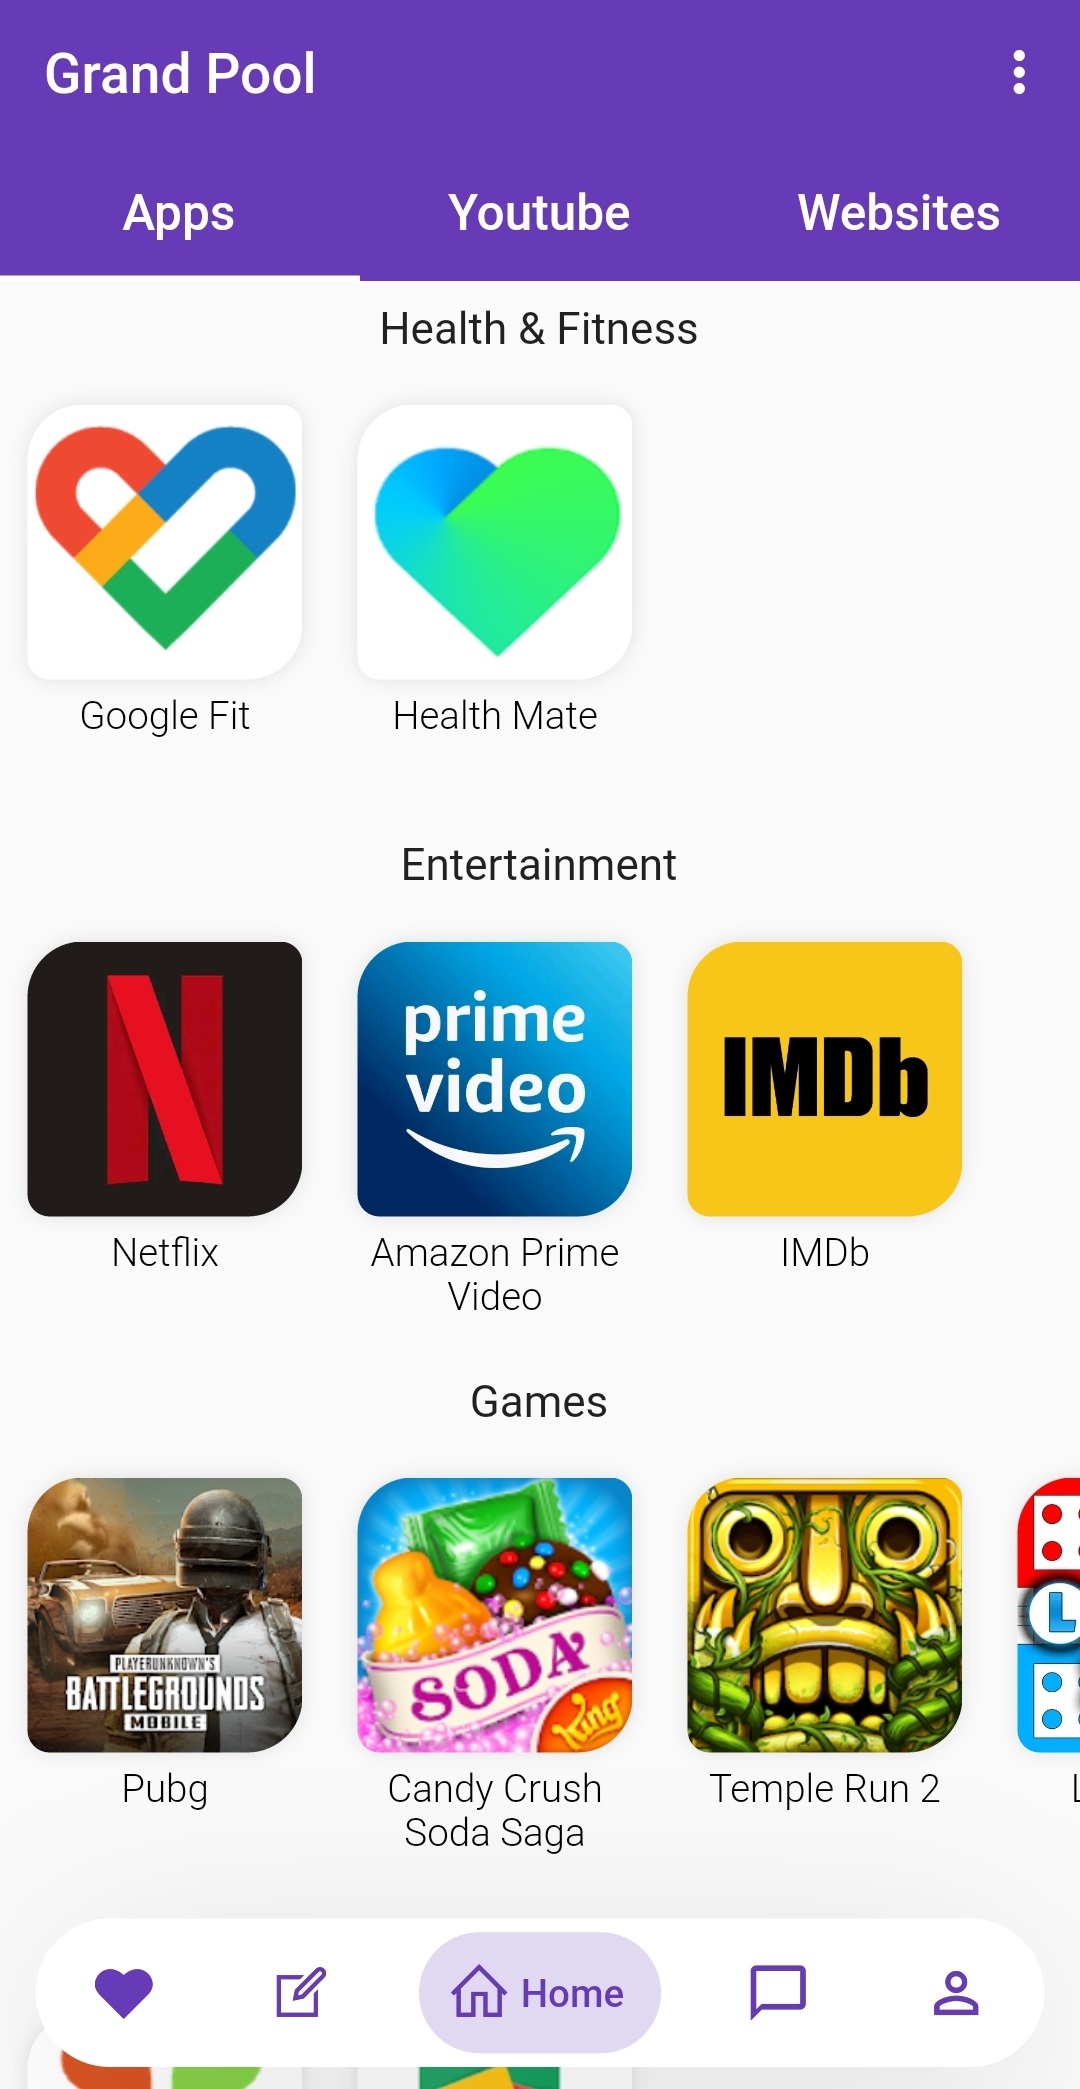 Grand Pool
Apps
Youtube
Websites
Health & Fitness
Google Fit
Health Mate
Entertainment
prime
video
IMDb
Netflix
Amazon Prime
Video
IMDb
Games
PLAYERUNKNOWN'S
BATTLEGROUNDS
MOBILE
SODA
King
L
Pubg
Candy Crush
Soda Saga
Temple Run 2
Home